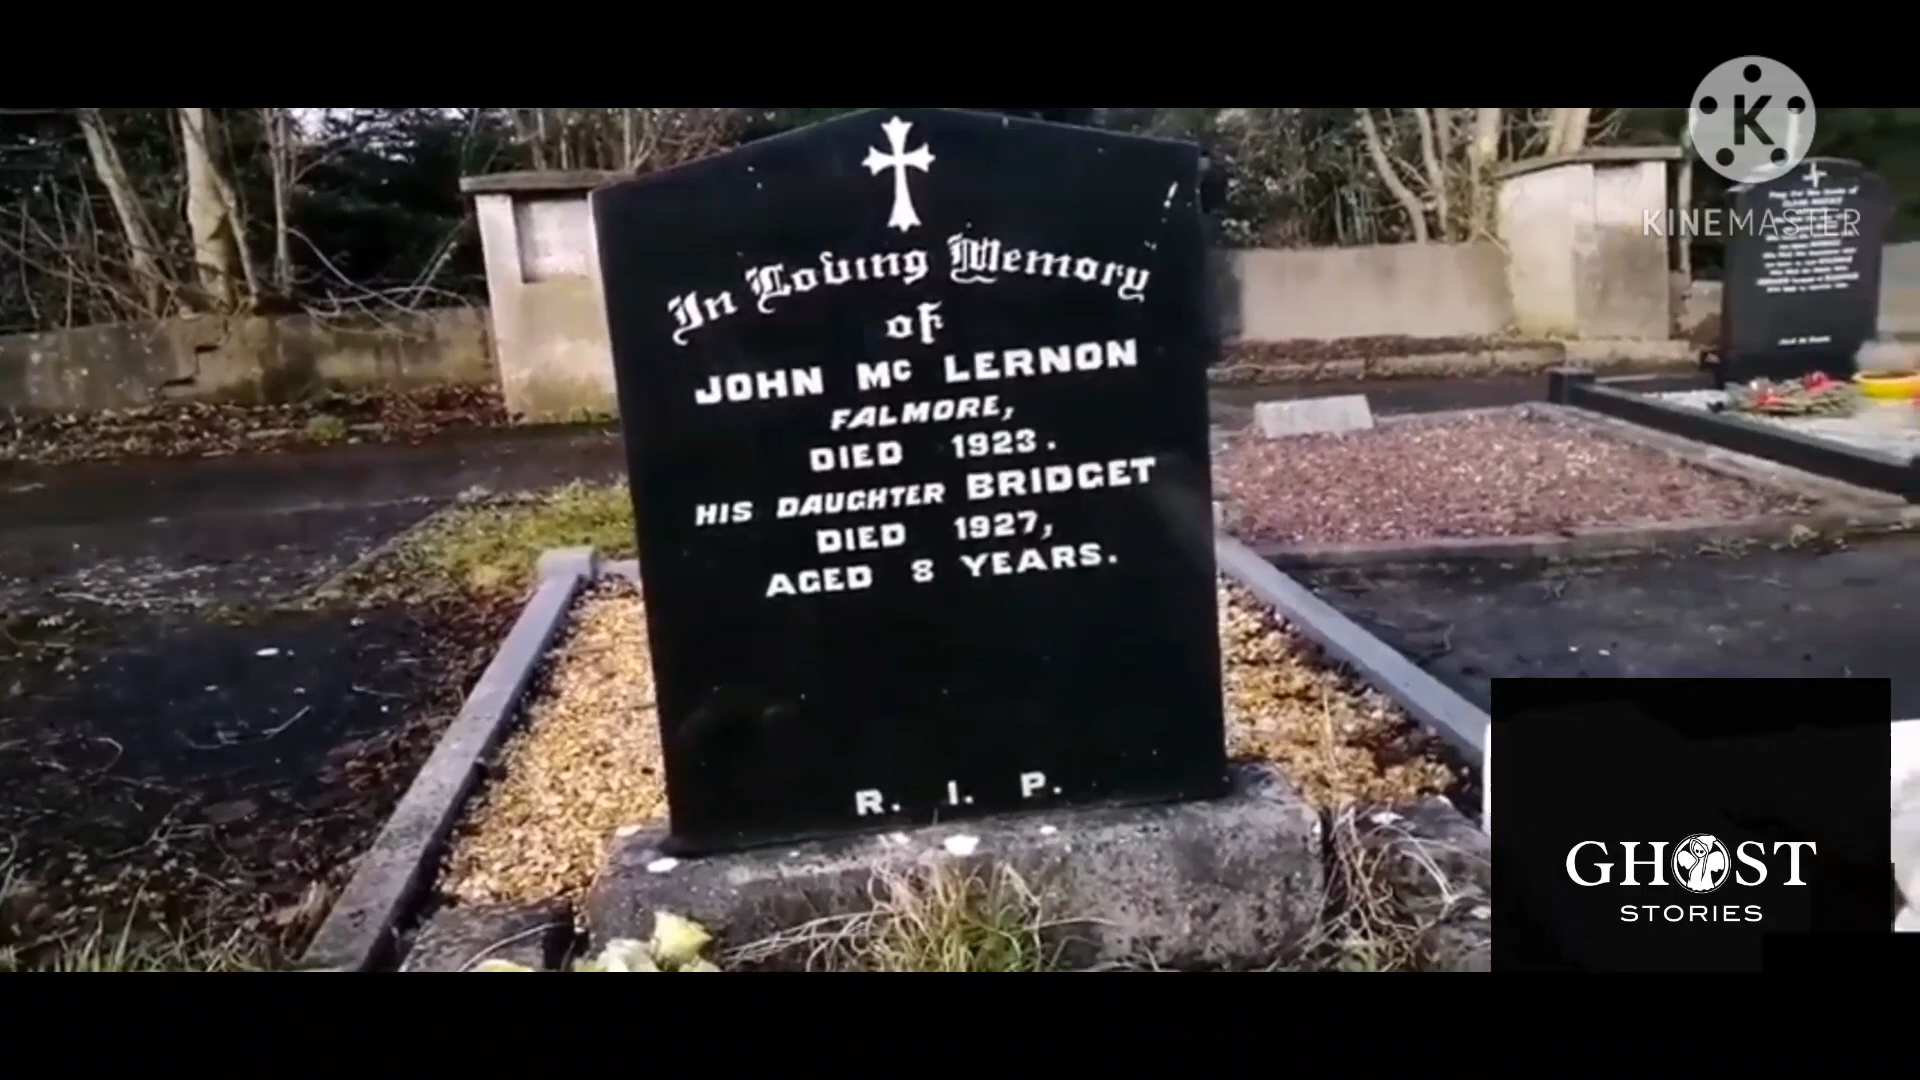 In Loving Memory
of
JOHN Mc LERNON
FALMORE,
DIED 1923.
HIS DAUGHTER BRIDGET
DIED 1927,
AGED 8 YEARS.
R. I. P.
K
KINEMASTER
GHOST
STORIES